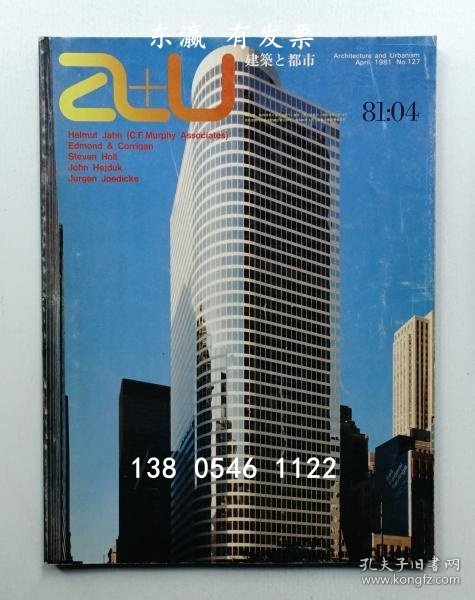 东瀛 有发票
a+u
建築と都市
Architecture and Urbanism
April 1981 No.127
81:04
Helmut Jahn (C.F.Murphy Associates)
Edmond & Corrigan
Steven Holl
John Hejduk
Jurgen Joedicke
138 0546 1122
孔夫子旧书网
www.kongfz.com